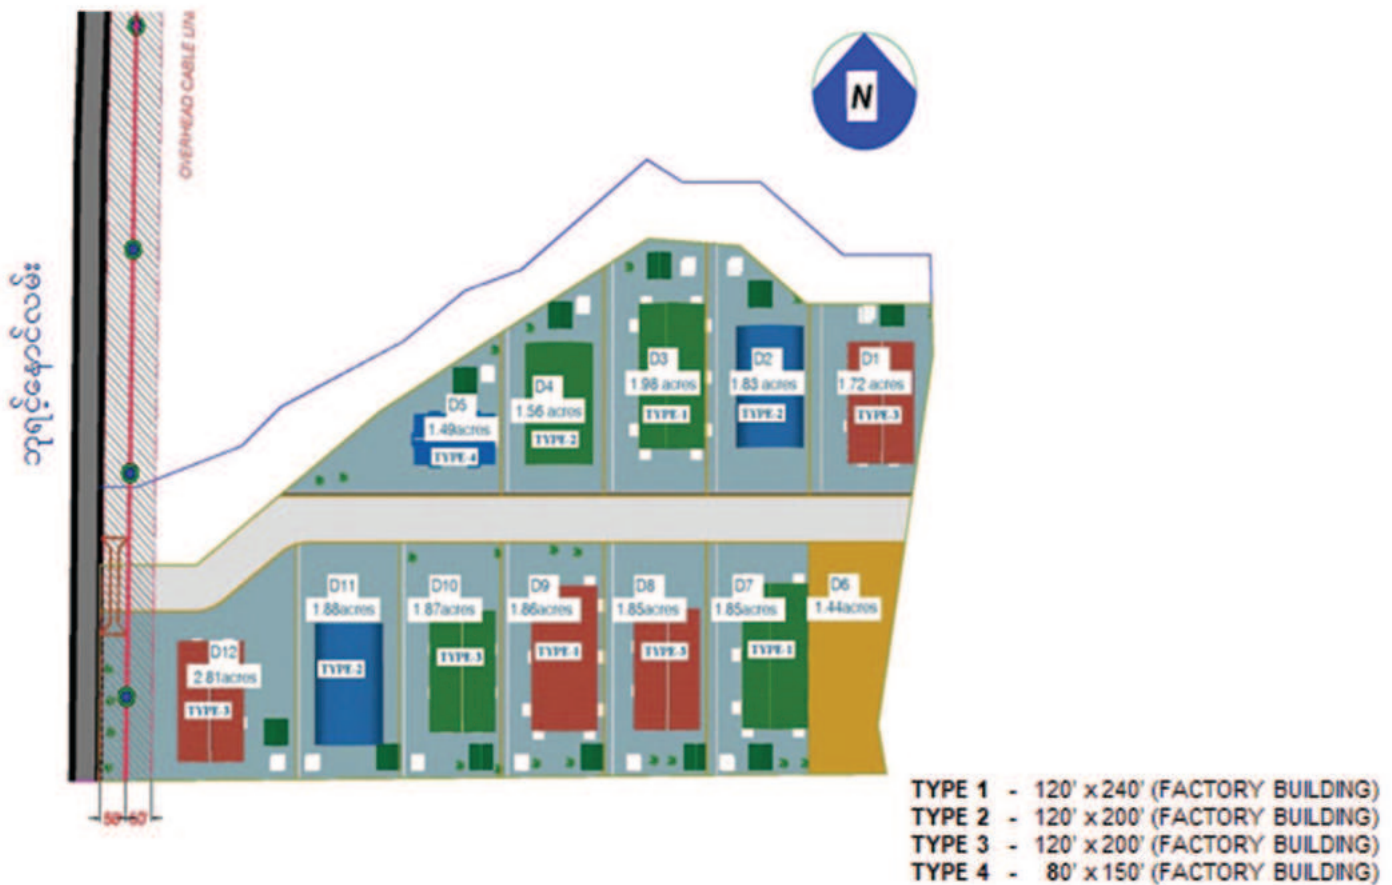 OVERHEAD CABLE LIN
N
D3
1.98 acres
TYPE-1
D2
1.83 acres
TYPE-2
D1
1.72 acres
TYPE-3
D4
1.56 acres
TYPE-2
D5
1.49acres
TYPE-4
D12
2.81acres
TYPE-3
D11
1.88acres
TYPE-2
D10
1.87acres
TYPE-3
D9
1.86acres
TYPE-1
D8
1.85acres
TYPE-3
D7
1.85acres
TYPE-1
D6
1.44acres
TYPE 1 - 120' x 240' (FACTORY BUILDING)
TYPE 2 - 120' x 200' (FACTORY BUILDING)
TYPE 3 - 120' x 200' (FACTORY BUILDING)
TYPE 4 - 80' x 150' (FACTORY BUILDING)